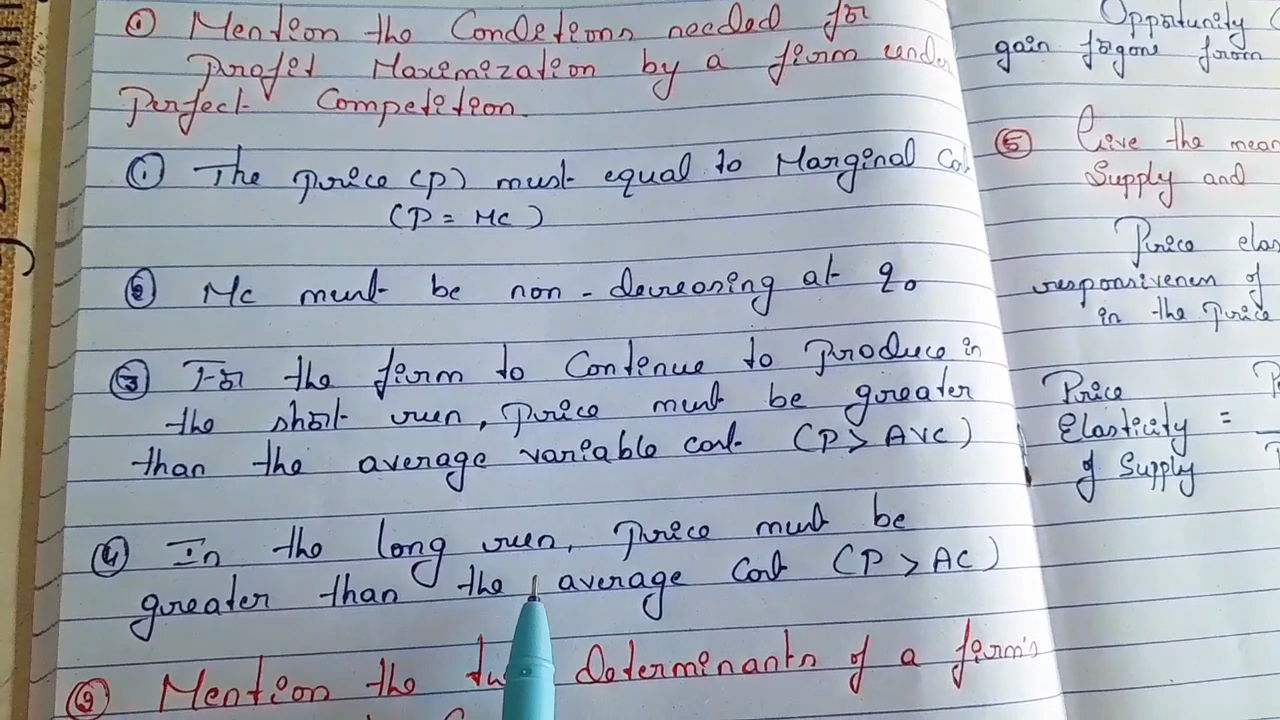 ① Mention the Conditions needed for
Profit Maximization by a firm under
Perfect Competition.
① The price (P) must equal to Marginal Cost
(P = MC)
② Mc must be non-decreasing at q₀
③ For the firm to Continue to Produce in
the short run, Price must be greater
than the average variable cost (P > AVC)
④ In the long run, Price must be
greater than the average Cost (P > AC)
③ Mention the Determinants of a firm's
Opportunity
gain forgone from
⑤ Give the mean
Supply and
Price elas
responsiveness of
in the Price
Price
Elasticity =
of Supply